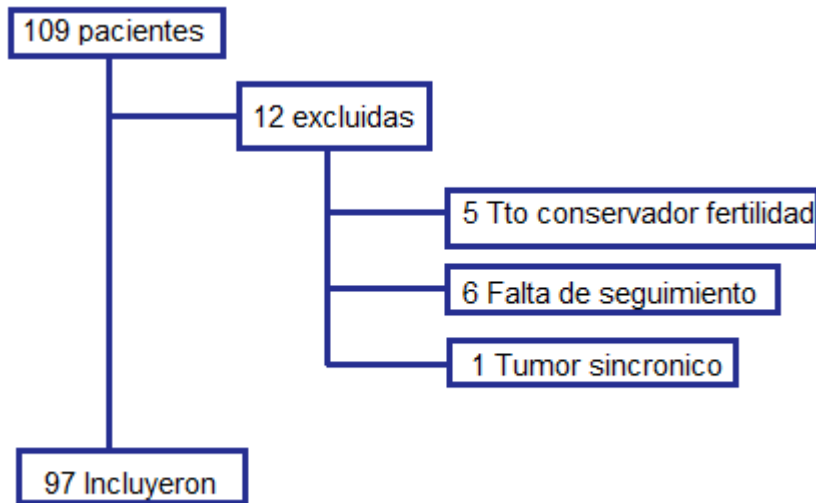 109 pacientes
12 excluidas
5 Tto conservador fertilidad
6 Falta de seguimiento
1 Tumor sincronico
97 Incluyeron